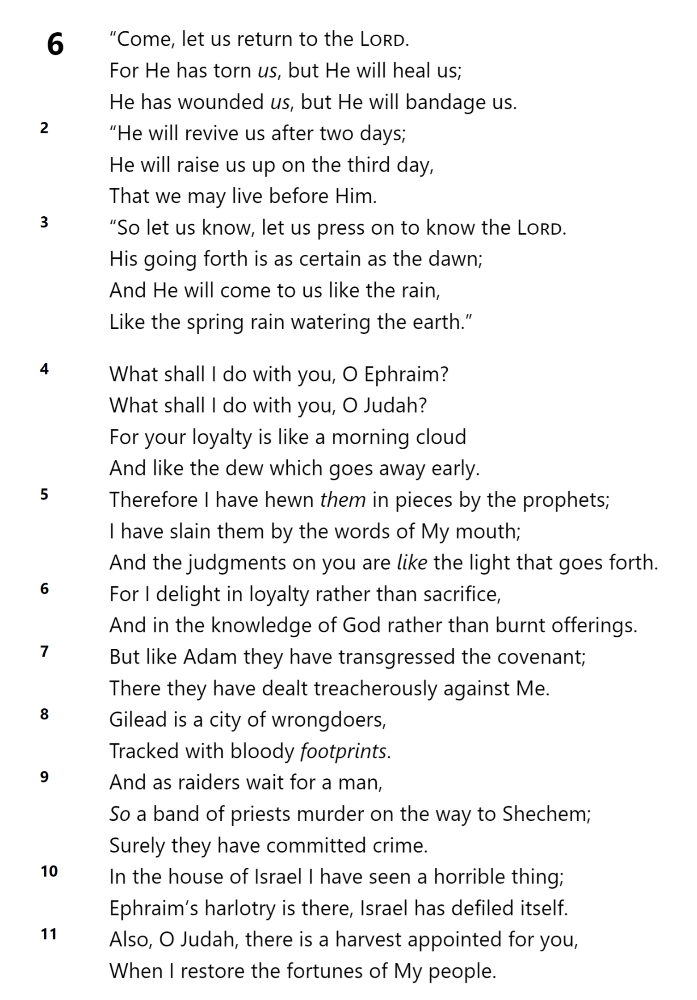 6 “Come, let us return to the LORD.
For He has torn us, but He will heal us;
He has wounded us, but He will bandage us.
2 “He will revive us after two days;
He will raise us up on the third day,
That we may live before Him.
3 “So let us know, let us press on to know the LORD.
His going forth is as certain as the dawn;
And He will come to us like the rain,
Like the spring rain watering the earth.”
4 What shall I do with you, O Ephraim?
What shall I do with you, O Judah?
For your loyalty is like a morning cloud
And like the dew which goes away early.
5 Therefore I have hewn them in pieces by the prophets;
I have slain them by the words of My mouth;
And the judgments on you are like the light that goes forth.
6 For I delight in loyalty rather than sacrifice,
And in the knowledge of God rather than burnt offerings.
7 But like Adam they have transgressed the covenant;
There they have dealt treacherously against Me.
8 Gilead is a city of wrongdoers,
Tracked with bloody footprints.
9 And as raiders wait for a man,
So a band of priests murder on the way to Shechem;
Surely they have committed crime.
10 In the house of Israel I have seen a horrible thing;
Ephraim’s harlotry is there, Israel has defiled itself.
11 Also, O Judah, there is a harvest appointed for you,
When I restore the fortunes of My people.